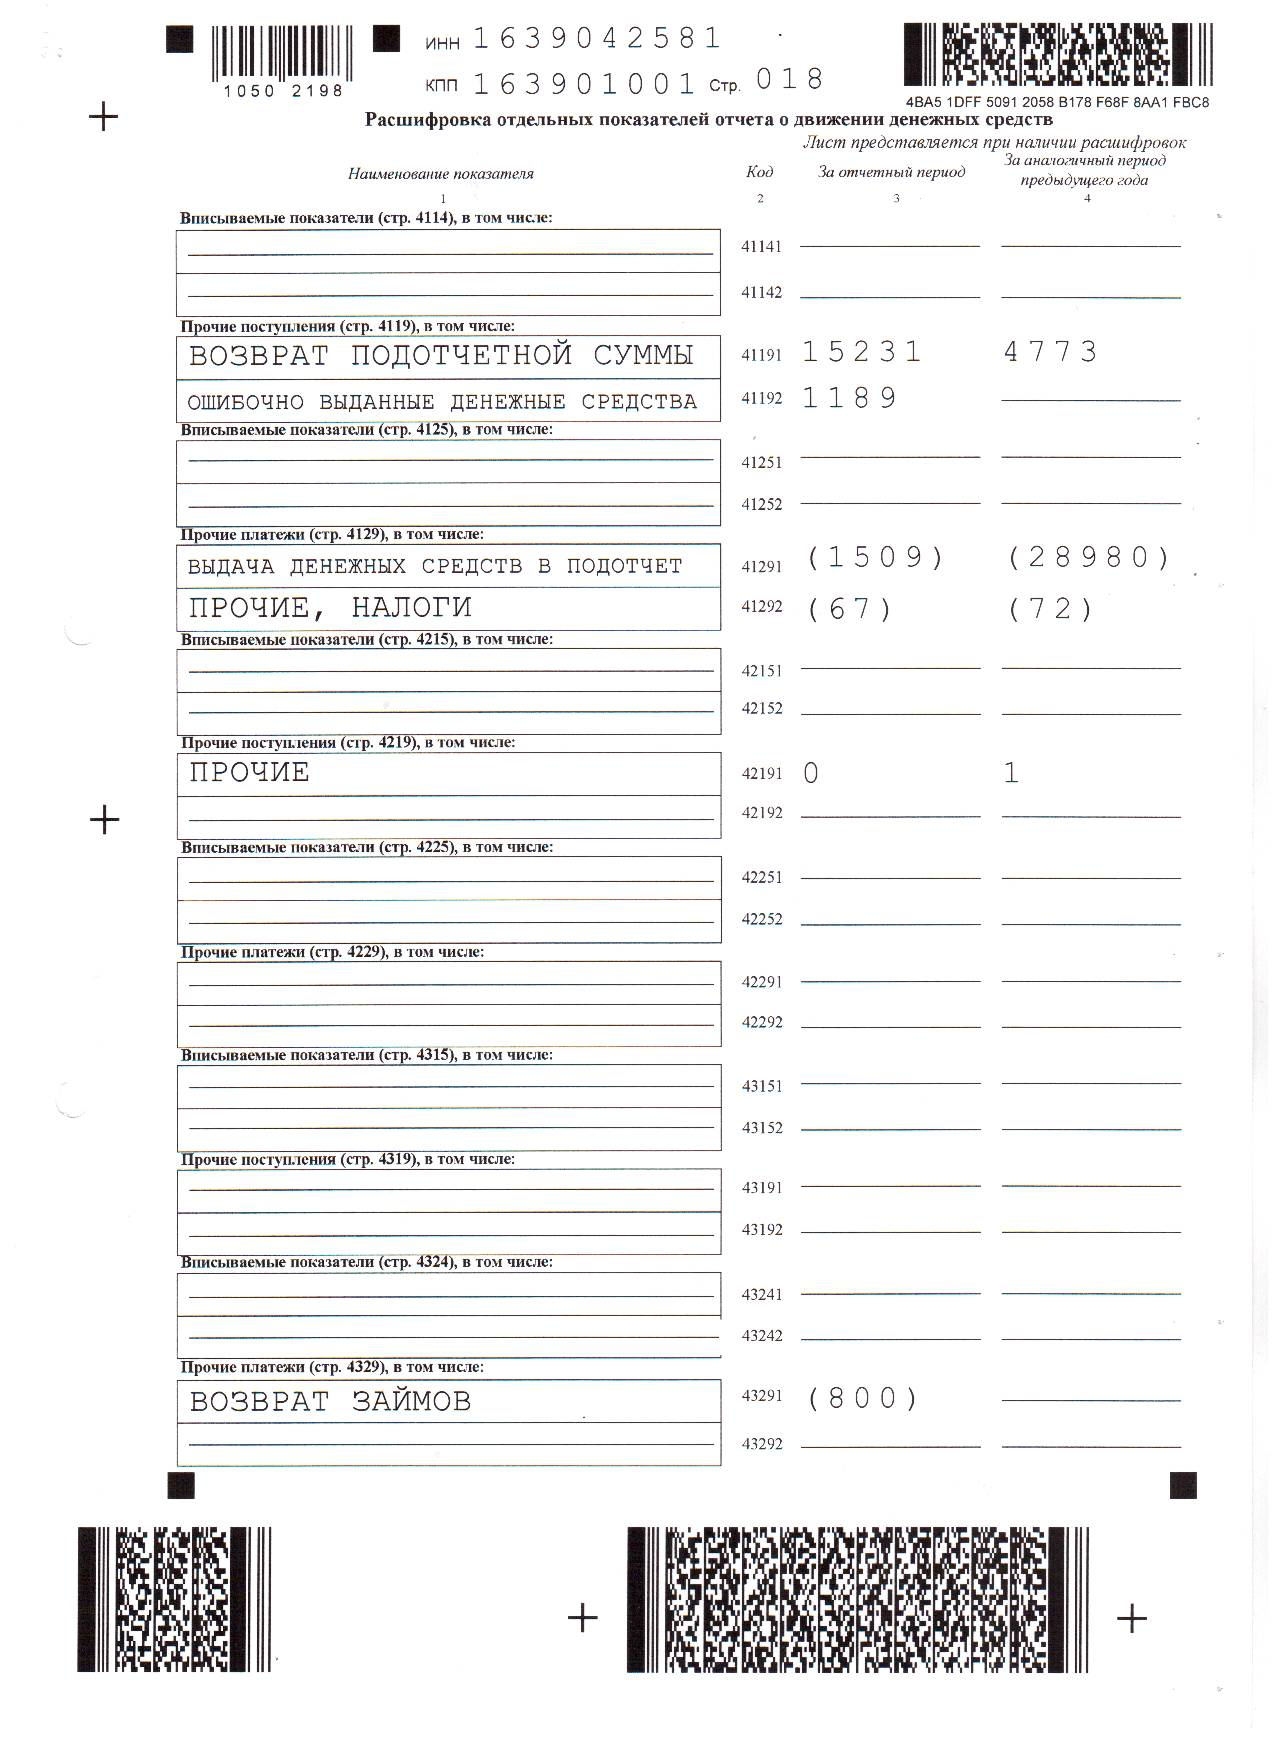 ИНН 1639042581
1050 2198
КПП 163901001 Стр. 018
4BA5 1DFF 5091 2058 B178 F68F 8AA1 FBC8
Расшифровка отдельных показателей отчета о движении денежных средств
Лист представляется при наличии расшифровок
Наименование показателя Код За отчетный период За аналогичный период предыдущего года
1 2 3 4
Вписываемые показатели (стр. 4114), в том числе:
41141
41142
Прочие поступления (стр. 4119), в том числе:
ВОЗВРАТ ПОДОТЧЕТНОЙ СУММЫ 41191 15231 4773
ОШИБОЧНО ВЫДАННЫЕ ДЕНЕЖНЫЕ СРЕДСТВА 41192 1189
Вписываемые показатели (стр. 4125), в том числе:
41251
41252
Прочие платежи (стр. 4129), в том числе:
ВЫДАЧА ДЕНЕЖНЫХ СРЕДСТВ В ПОДОТЧЕТ 41291 (1509) (28980)
ПРОЧИЕ, НАЛОГИ 41292 (67) (72)
Вписываемые показатели (стр. 4215), в том числе:
42151
42152
Прочие поступления (стр. 4219), в том числе:
ПРОЧИЕ 42191 0 1
42192
Вписываемые показатели (стр. 4225), в том числе:
42251
42252
Прочие платежи (стр. 4229), в том числе:
42291
42292
Вписываемые показатели (стр. 4315), в том числе:
43151
43152
Прочие поступления (стр. 4319), в том числе:
43191
43192
Вписываемые показатели (стр. 4324), в том числе:
43241
43242
Прочие платежи (стр. 4329), в том числе:
ВОЗВРАТ ЗАЙМОВ 43291 (800)
43292